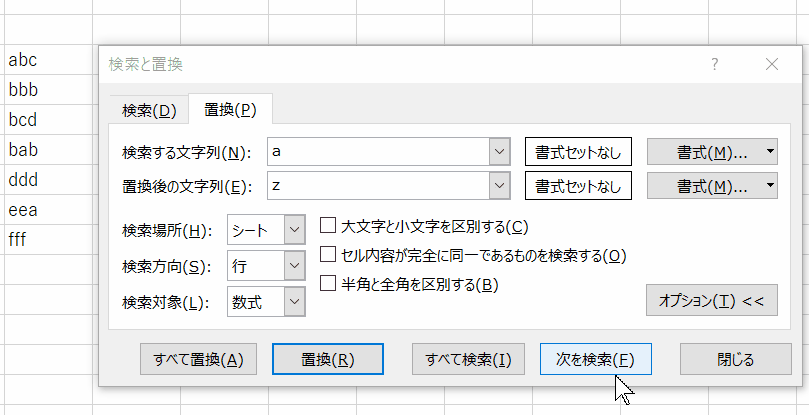 abc
bbb
bcd
bab
ddd
eea
fff
検索と置換 ?
検索(D) 置換(P)
検索する文字列(N): a 書式セットなし 書式(M)...
置換後の文字列(E): z 書式セットなし 書式(M)...
検索場所(H): シート 大文字と小文字を区別する(C)
検索方向(S): 行 セル内容が完全に同一であるものを検索する(O)
検索対象(L): 数式 半角と全角を区別する(B)
オプション(T) <<
すべて置換(A) 置換(R) すべて検索(I) 次を検索(F) 閉じる